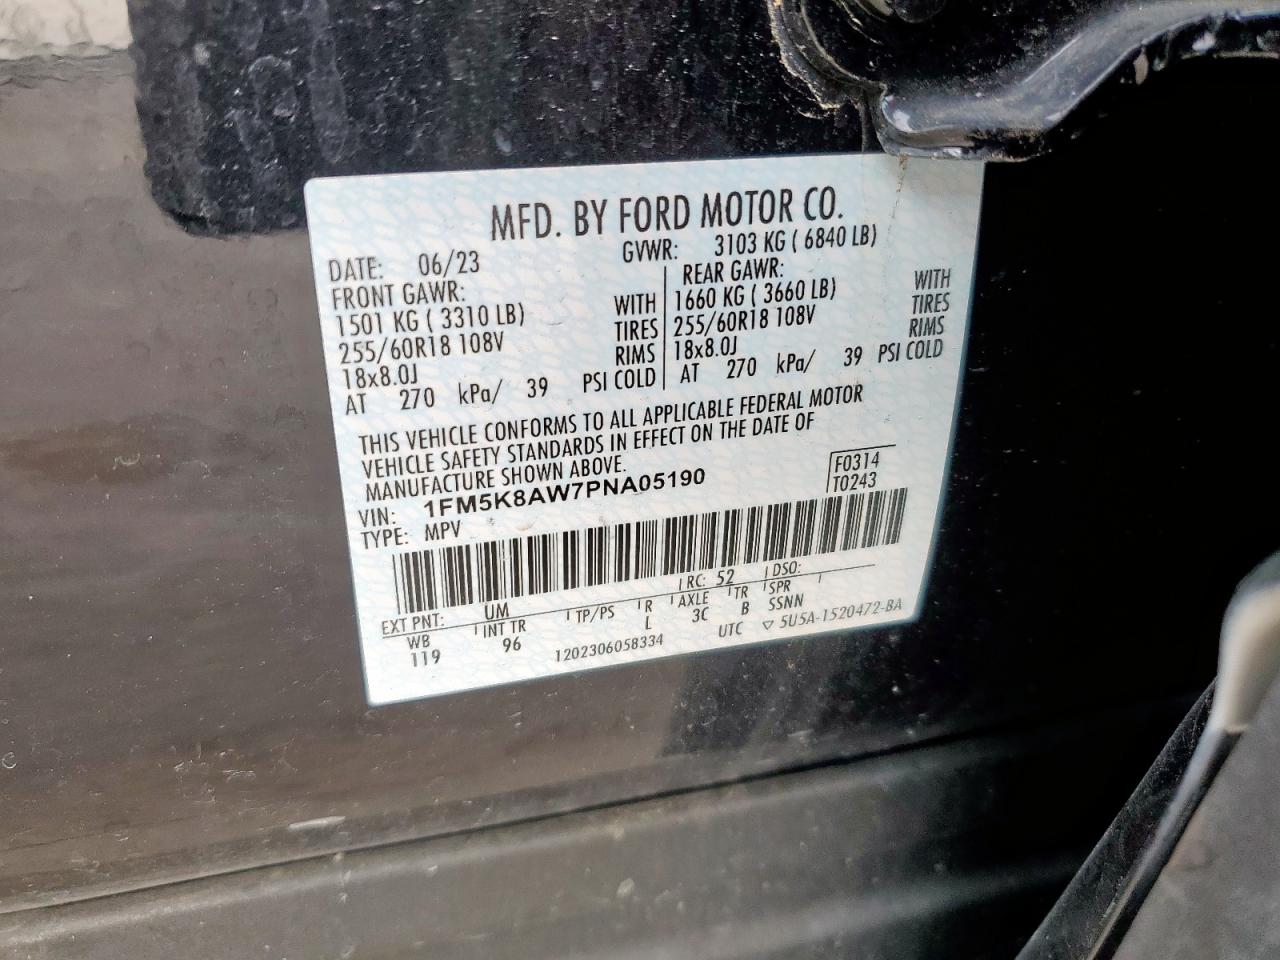 MFD. BY FORD MOTOR CO.
DATE: 06/23 GVWR: 3103 KG ( 6840 LB)
FRONT GAWR: REAR GAWR:
1501 KG ( 3310 LB) WITH 1660 KG ( 3660 LB) WITH
255/60R18 108V TIRES 255/60R18 108V TIRES
18x8.0J RIMS 18x8.0J RIMS
AT 270 kPa/ 39 PSI COLD AT 270 kPa/ 39 PSI COLD
THIS VEHICLE CONFORMS TO ALL APPLICABLE FEDERAL MOTOR
VEHICLE SAFETY STANDARDS IN EFFECT ON THE DATE OF
MANUFACTURE SHOWN ABOVE.
VIN: 1FM5K8AW7PNA05190 F0314
TYPE: MPV T0243
EXT PNT: UM RC: 52 DSO:
WB INT TR TP/PS R AXLE TR SPR
119 96 L 3C B SSNN
1202306058334 UTC ▽ 5U5A-1520472-BA